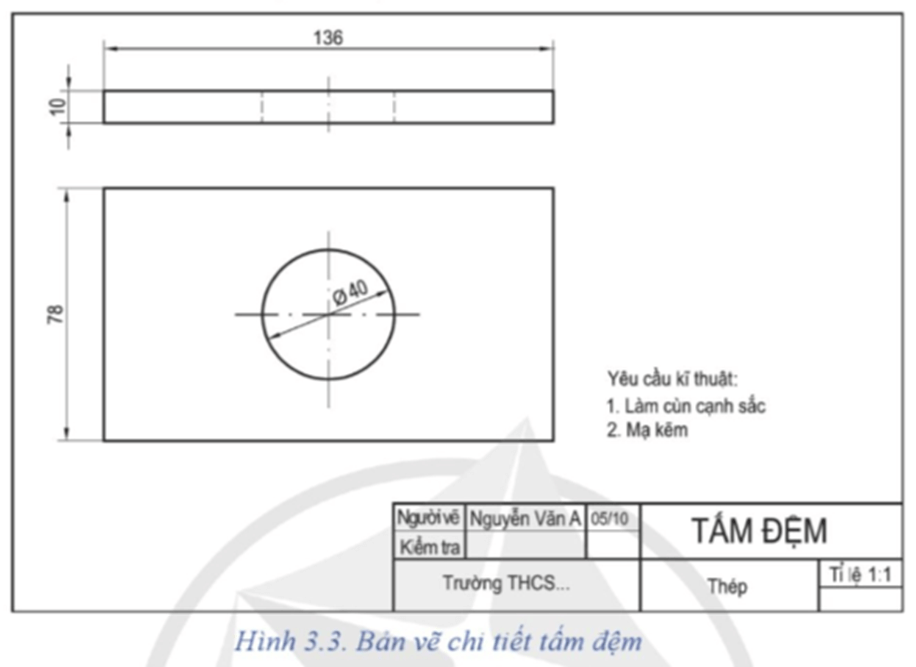 136
10
78
Ø40
Yêu cầu kĩ thuật:
1. Làm cùn cạnh sắc
2. Mạ kẽm
Người vẽ Nguyễn Văn A 05/10 TẤM ĐỆM
Kiểm tra
Trường THCS... Thép Tỉ lệ 1:1
Hình 3.3. Bản vẽ chi tiết tấm đệm